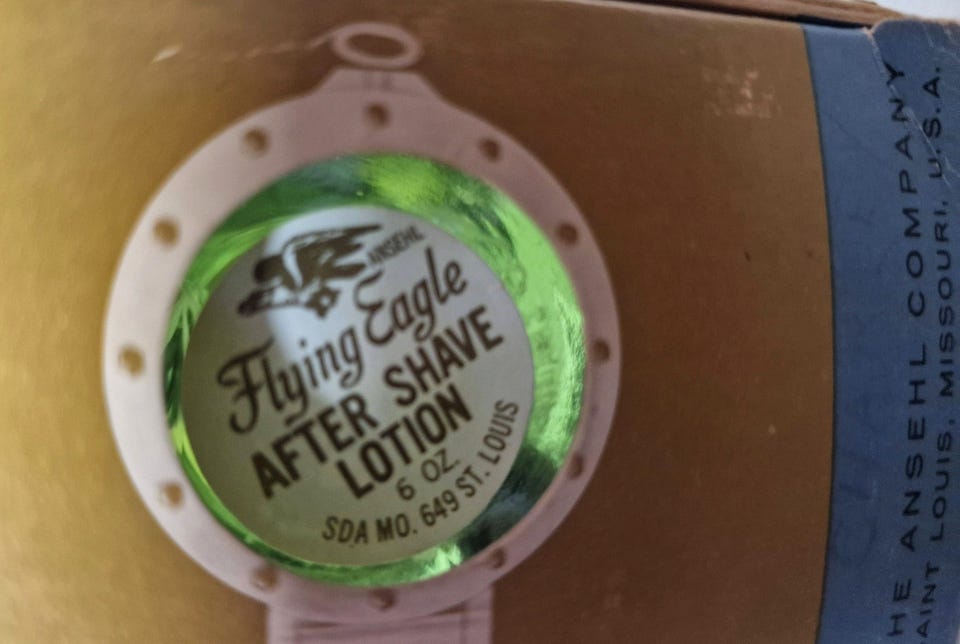 ANSEHL
Flying Eagle
AFTER SHAVE
LOTION
6 OZ.
SDA MO. 649 ST. LOUIS
HE ANSEHL COMPANY
AINT LOUIS, MISSOURI, U.S.A.